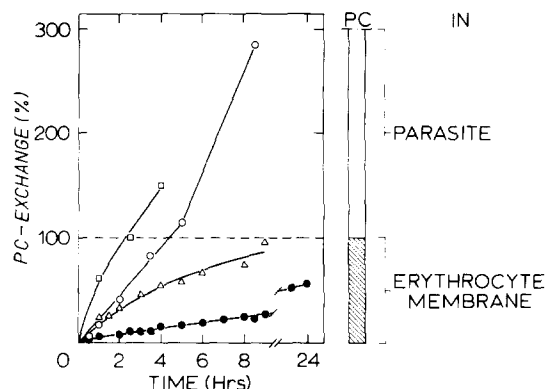 PC IN
300
200
100
0
PC-EXCHANGE (%)
0 2 4 6 8 24
TIME (Hrs)
PARASITE
ERYTHROCYTE
MEMBRANE